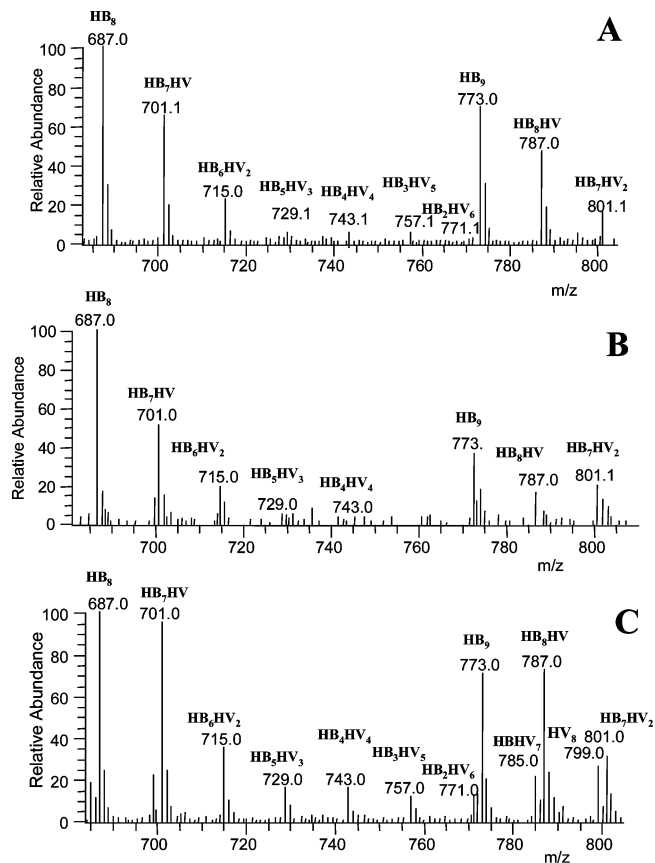 A
HB₈
687.0
HB₇HV
701.1
HB₆HV₂
715.0
HB₅HV₃
729.1
HB₄HV₄
743.1
HB₃HV₅
757.1
HB₂HV₆
771.1
HB₉
773.0
HB₈HV
787.0
HB₇HV₂
801.1
Relative Abundance
100
80
60
40
20
0
700 720 740 760 780 800
m/z
B
HB₈
687.0
HB₇HV
701.0
HB₆HV₂
715.0
HB₅HV₃
729.0
HB₄HV₄
743.0
HB₉
773.
HB₈HV
787.0
HB₇HV₂
801.1
Relative Abundance
100
80
60
40
20
0
700 720 740 760 780 800
m/z
C
HB₈
687.0
HB₇HV
701.0
HB₆HV₂
715.0
HB₅HV₃
729.0
HB₄HV₄
743.0
HB₃HV₅
757.0
HB₂HV₆
771.0
HB₉
773.0
HBHV₇
785.0
HB₈HV
787.0
HV₈
799.0
HB₇HV₂
801.0
Relative Abundance
100
80
60
40
20
0
700 720 740 760 780 800
m/z